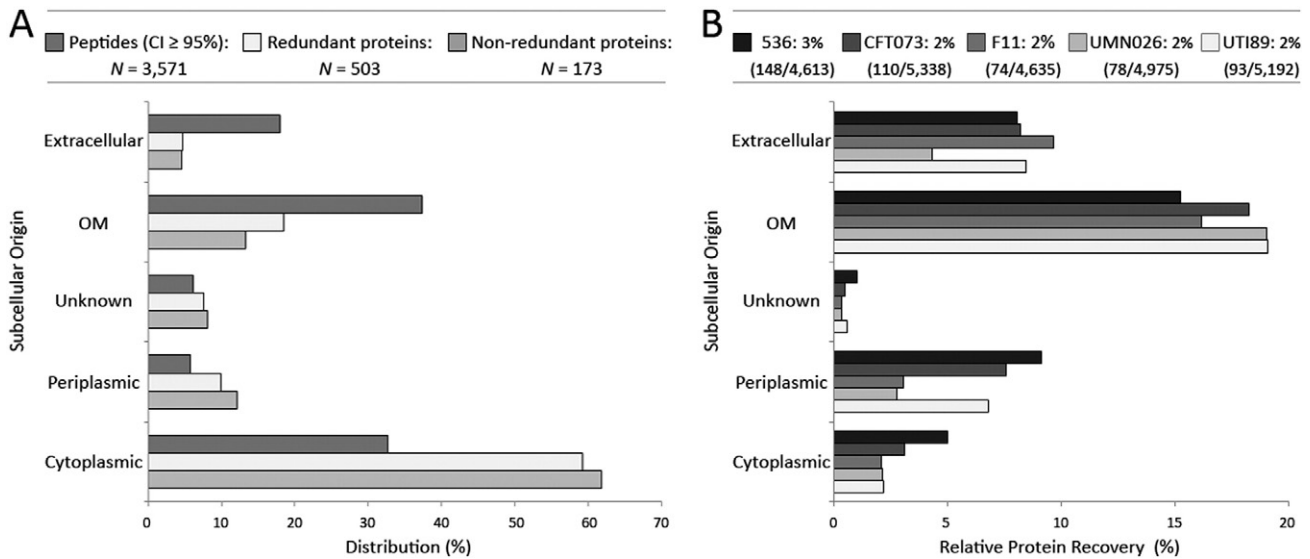 A
Peptides (CI ≥ 95%): Redundant proteins: Non-redundant proteins:
N = 3,571 N = 503 N = 173
Subcellular Origin
Extracellular
OM
Unknown
Periplasmic
Cytoplasmic
0 10 20 30 40 50 60 70
Distribution (%)
B
536: 3% CFT073: 2% F11: 2% UMN026: 2% UTI89: 2%
(148/4,613) (110/5,338) (74/4,635) (78/4,975) (93/5,192)
Subcellular Origin
Extracellular
OM
Unknown
Periplasmic
Cytoplasmic
0 5 10 15 20
Relative Protein Recovery (%)